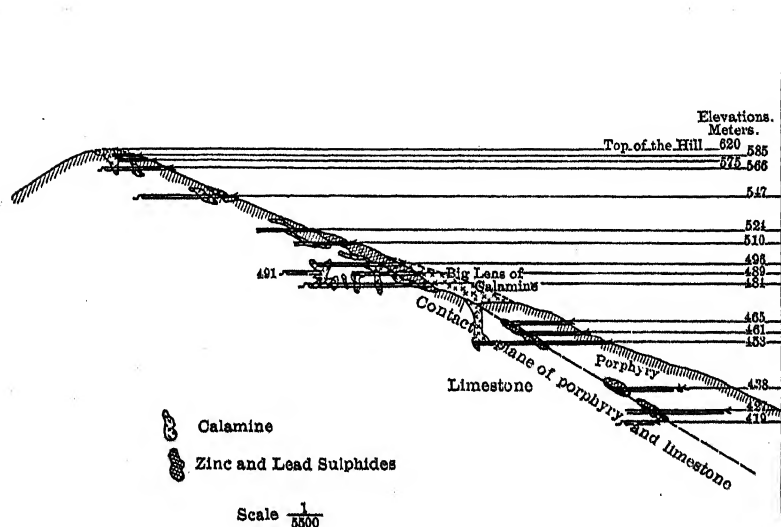 Elevations.
Meters.
Top of the Hill 620
585
575
566
547
524
510
496
491
489
481
Big Lens of
Calamine
465
461
453
Contact plane of porphyry and limestone
Porphyry
Limestone
438
419
Calamine
Zinc and Lead Sulphides
Scale 1/5500